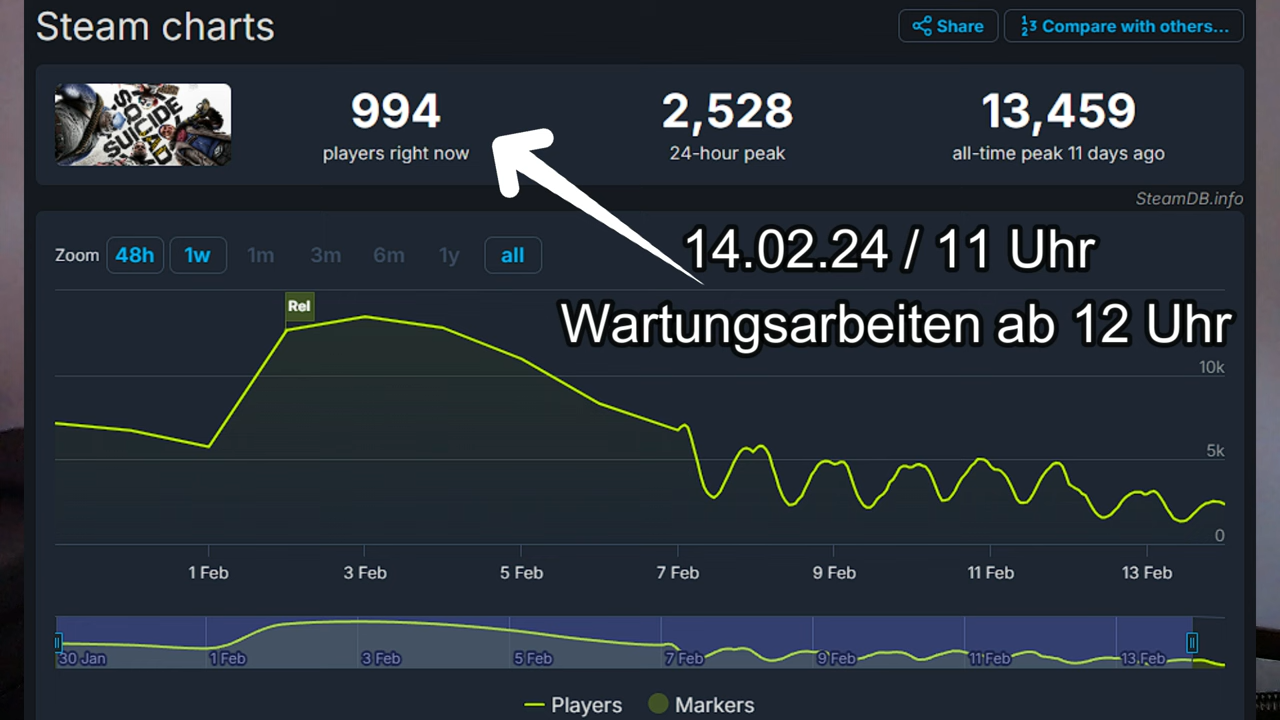 Steam charts
Share
Compare with others...
SUICIDE SQUAD
994
players right now
2,528
24-hour peak
13,459
all-time peak 11 days ago
SteamDB.info
Zoom 48h 1w 1m 3m 6m 1y all
14.02.24 / 11 Uhr
Wartungsarbeiten ab 12 Uhr
Rel
10k
5k
0
1 Feb 3 Feb 5 Feb 7 Feb 9 Feb 11 Feb 13 Feb
30 Jan 1 Feb 3 Feb 5 Feb 7 Feb 9 Feb 11 Feb 13 Feb
Players Markers